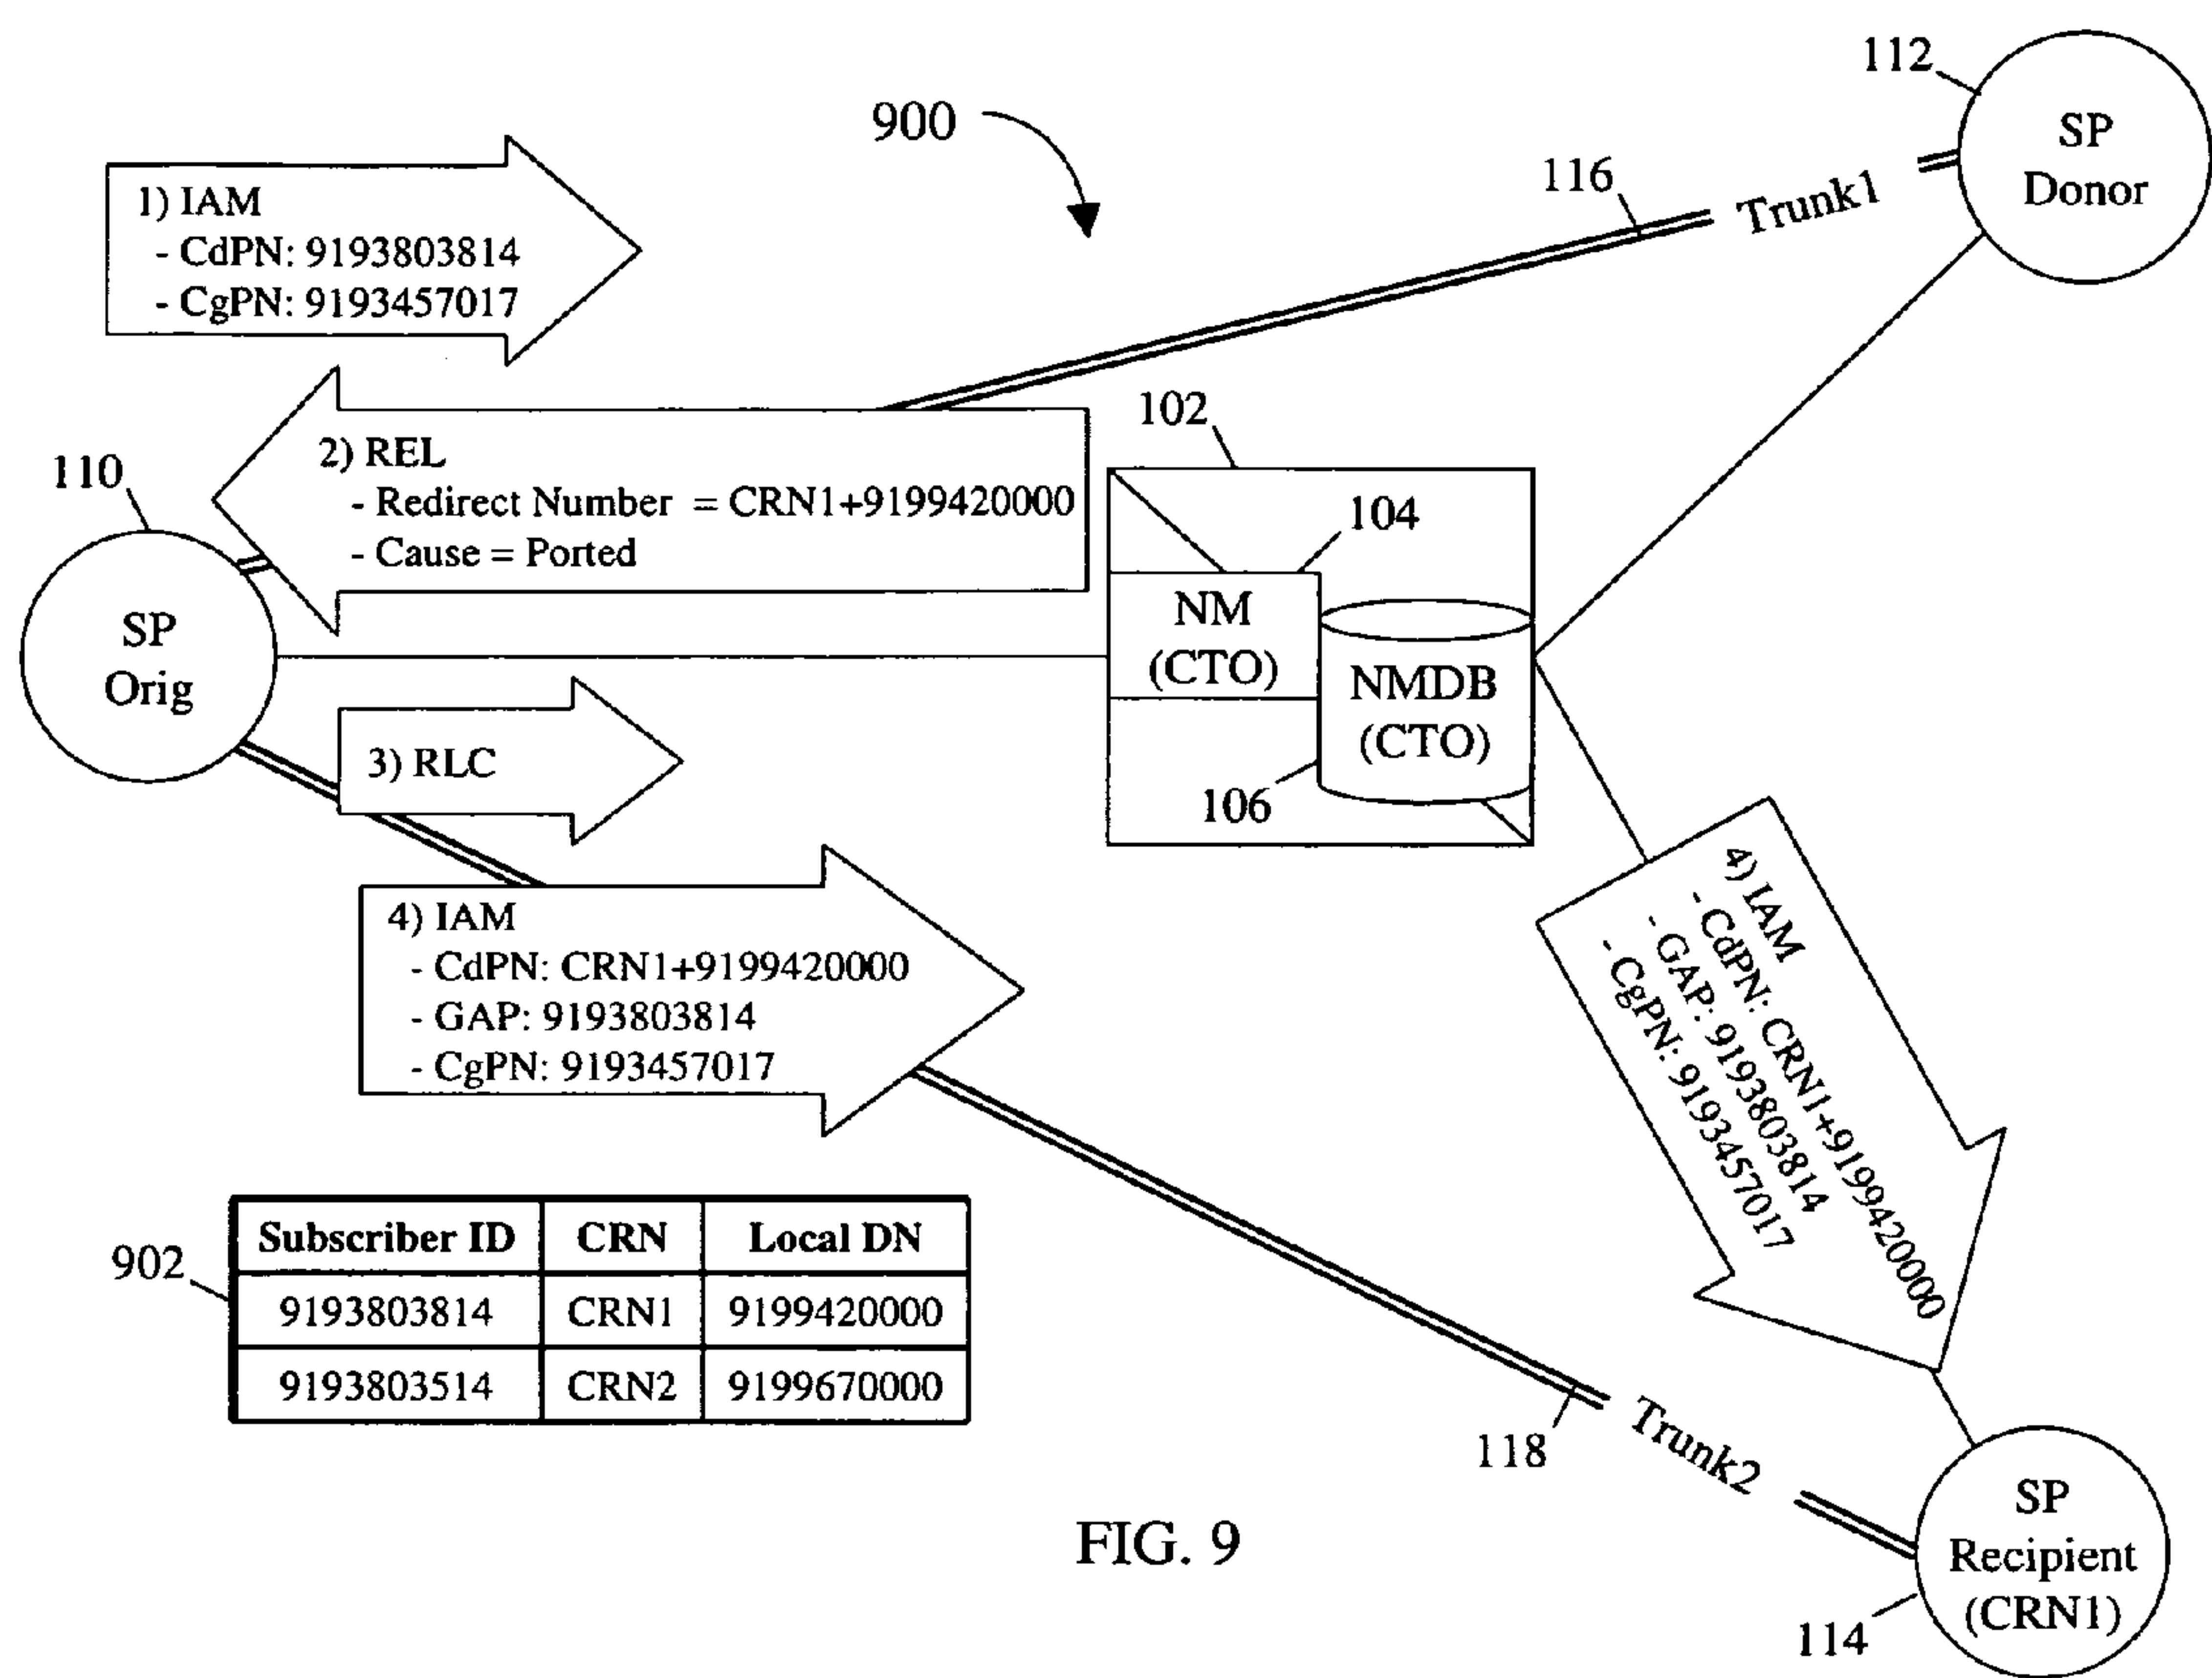 112
SP
Donor
900
116
Trunk1
1) IAM
- CdPN: 9193803814
- CgPN: 9193457017
102
2) REL
- Redirect Number = CRN1+9199420000
- Cause = Ported
110
104
SP
Orig
NM
(CTO)
NMDB
(CTO)
106
3) RLC
4) IAM
- CdPN: CRN1+9199420000
- GAP: 9193803814
- CgPN: 9193457017
4) IAM
- CdPN: CRN1+9199420000
- GAP: 9193803814
- CgPN: 9193457017
902
Subscriber ID CRN Local DN
9193803814 CRN1 9199420000
9193803514 CRN2 9199670000
118
Trunk2
SP
Recipient
(CRN1)
114
FIG. 9